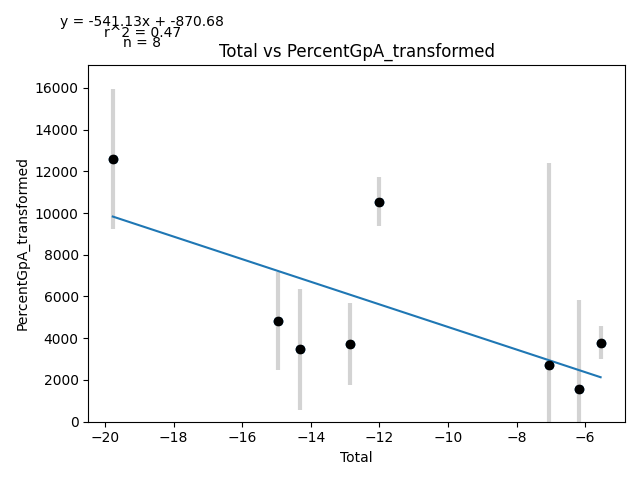 y = -541.13x + -870.68
r^2 = 0.47
n = 8
Total vs PercentGpA_transformed
PercentGpA_transformed
16000
14000
12000
10000
8000
6000
4000
2000
0
−20 −18 −16 −14 −12 −10 −8 −6
Total